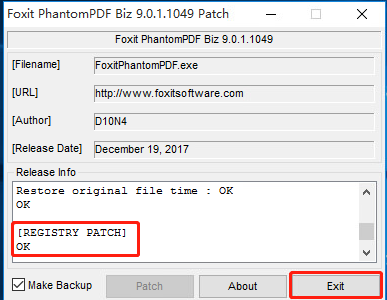 Foxit PhantomPDF Biz 9.0.1.1049 Patch
Foxit PhantomPDF Biz 9.0.1.1049
[Filename] FoxitPhantomPDF.exe
[URL] http://www.foxitsoftware.com
[Author] D10N4
[Release Date] December 19, 2017
Release Info
Restore original file time : OK
OK
[REGISTRY PATCH]
OK
Make Backup Patch About Exit